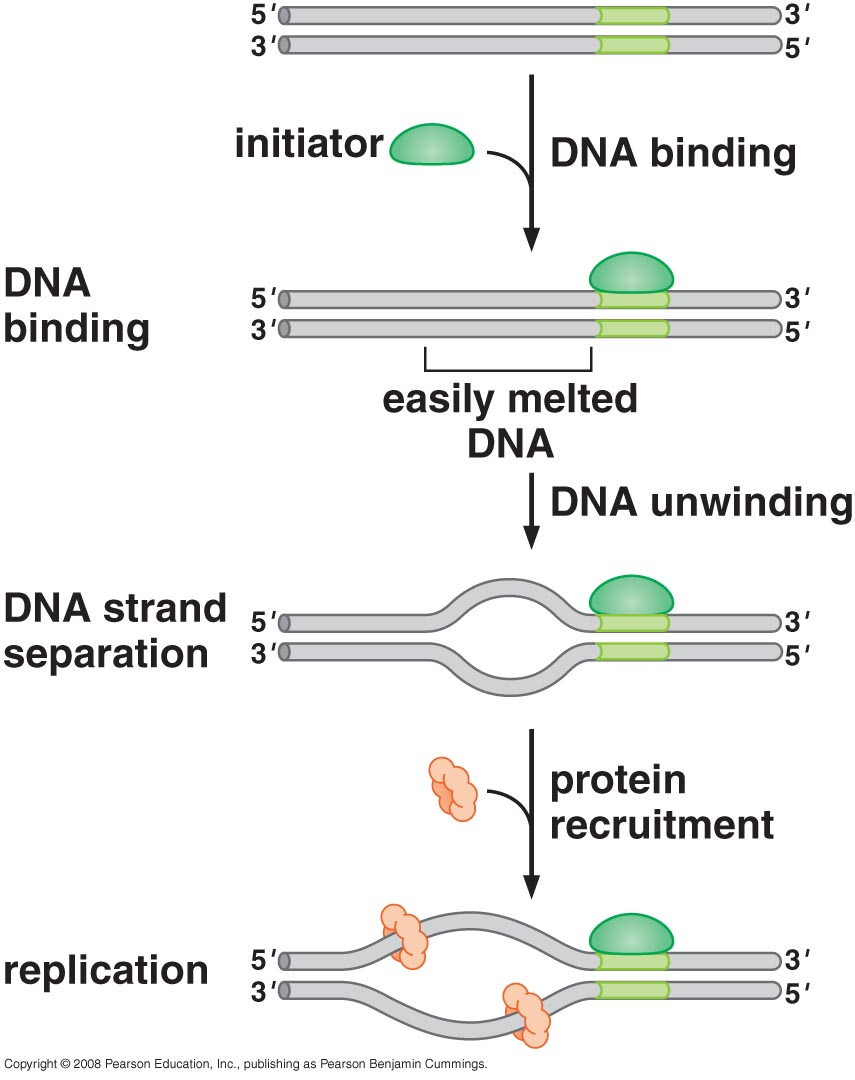 5′ 3′
3′ 5′
initiator
DNA binding
DNA
binding
5′ 3′
3′ 5′
easily melted
DNA
DNA unwinding
DNA strand
separation
5′ 3′
3′ 5′
protein
recruitment
replication
5′ 3′
3′ 5′
Copyright © 2008 Pearson Education, Inc., publishing as Pearson Benjamin Cummings.